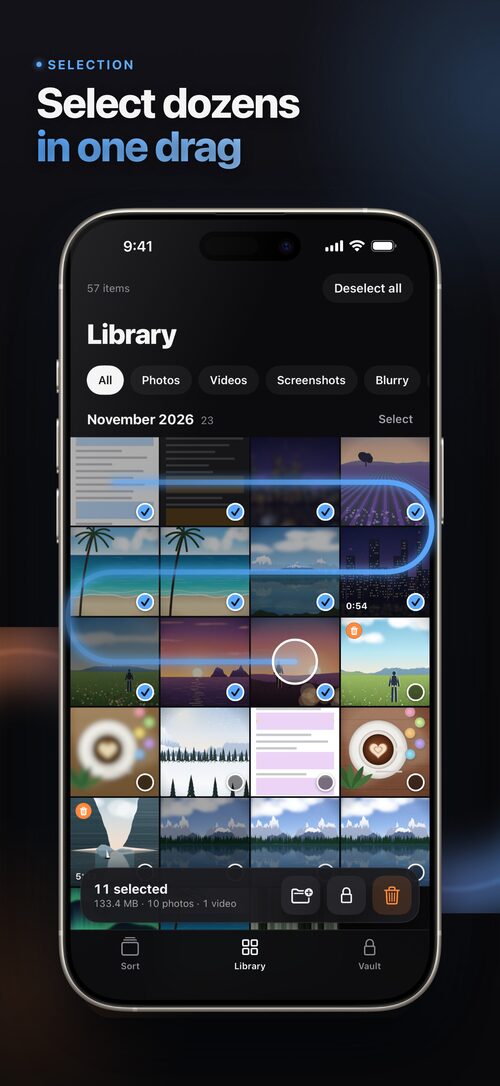 SELECTION
Select dozens
in one drag
9:41
57 items
Deselect all
Library
All
Photos
Videos
Screenshots
Blurry
November 2026 23
Select
0:54
11 selected
133.4 MB · 10 photos · 1 video
Sort
Library
Vault